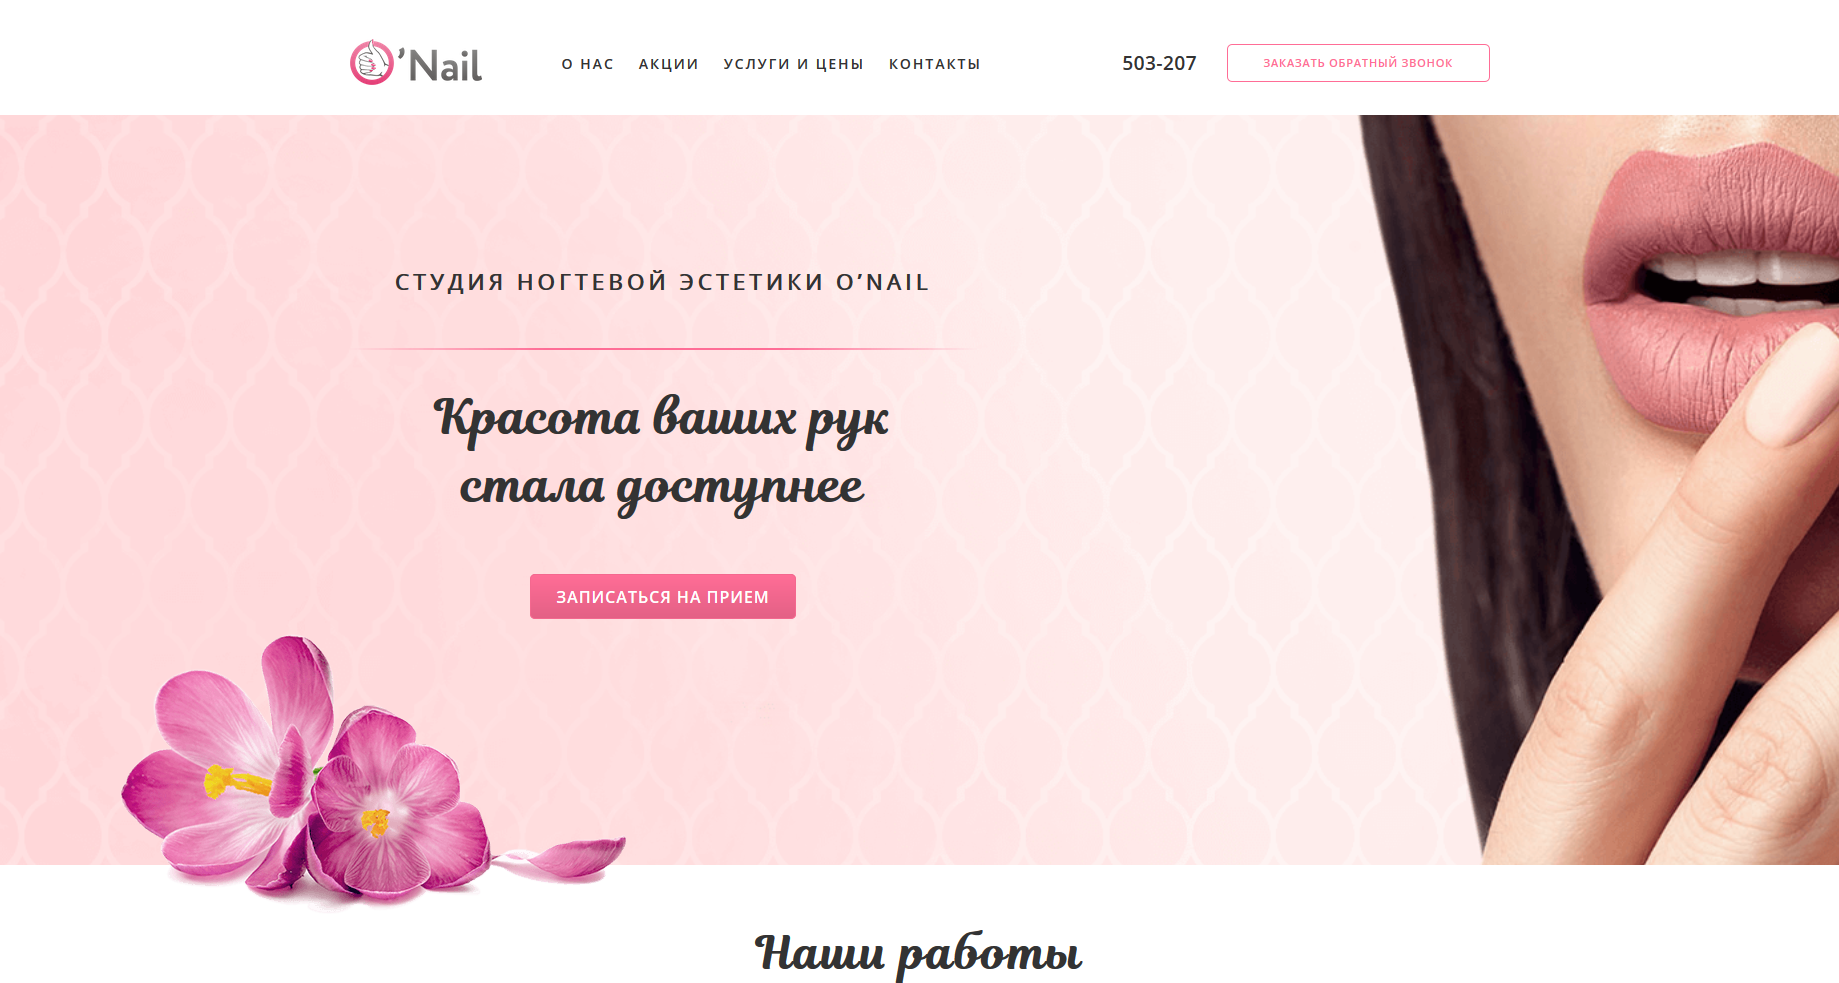 O’Nail
О НАС АКЦИИ УСЛУГИ И ЦЕНЫ КОНТАКТЫ
503-207
ЗАКАЗАТЬ ОБРАТНЫЙ ЗВОНОК
СТУДИЯ НОГТЕВОЙ ЭСТЕТИКИ O’NAIL
Красота ваших рук
стала доступнее
ЗАПИСАТЬСЯ НА ПРИЕМ
Наши работы